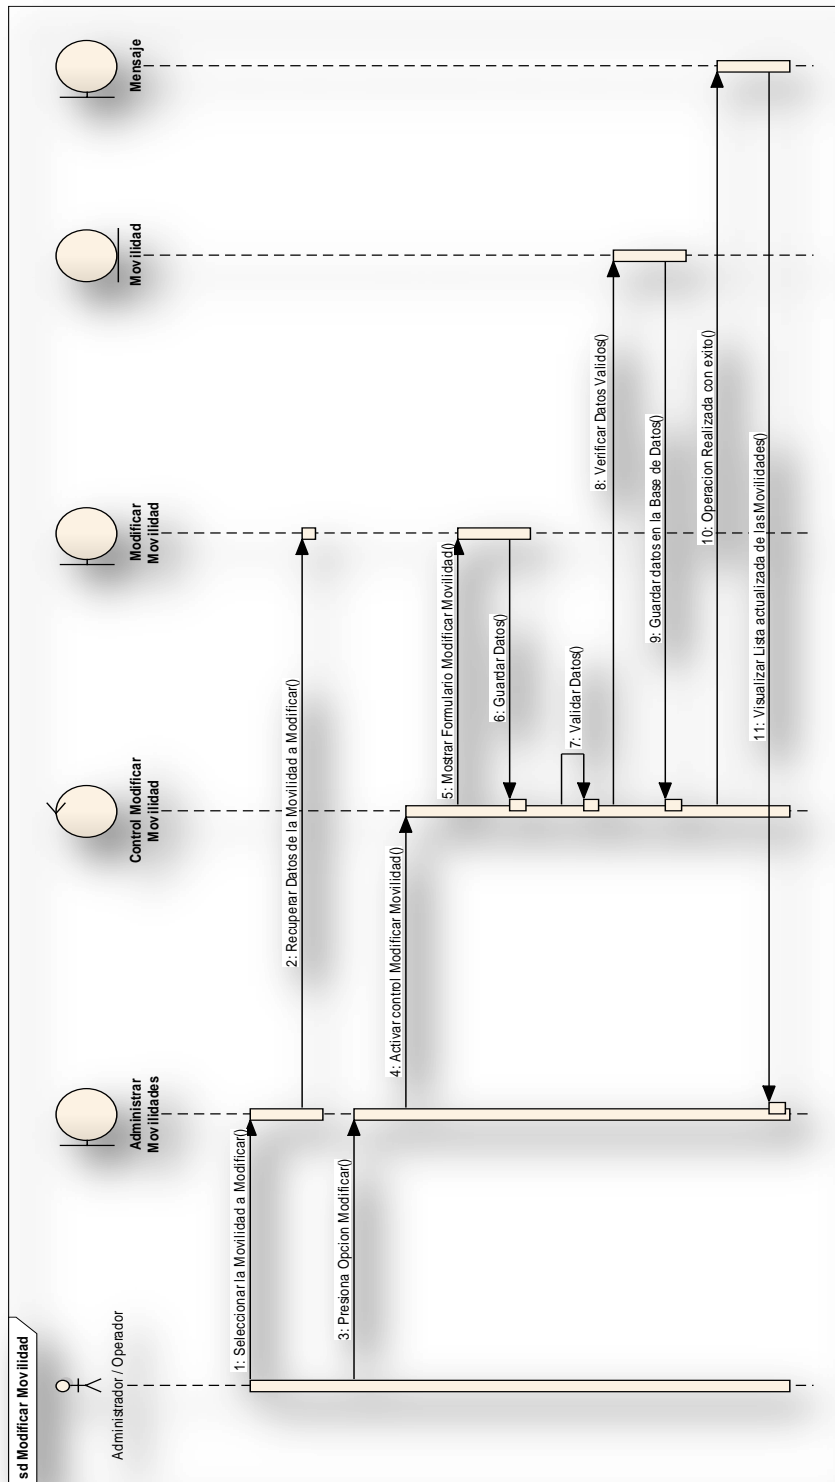 sd Modificar Movilidad
Administrador / Operador
Administrar
Movilidades
Control Modificar
Movilidad
Modificar
Movilidad
Movilidad
Mensaje
1: Seleccionar la Movilidad a Modificar()
2: Recuperar Datos de la Movilidad a Modificar()
3: Presiona Opcion Modificar()
4: Activar control Modificar Movilidad()
5: Mostrar Formulario Modificar Movilidad()
6: Guardar Datos()
7: Validar Datos()
8: Verificar Datos Validos()
9: Guardar datos en la Base de Datos()
10: Operacion Realizada con exito()
11: Visualizar Lista actualizada de las Movilidades()